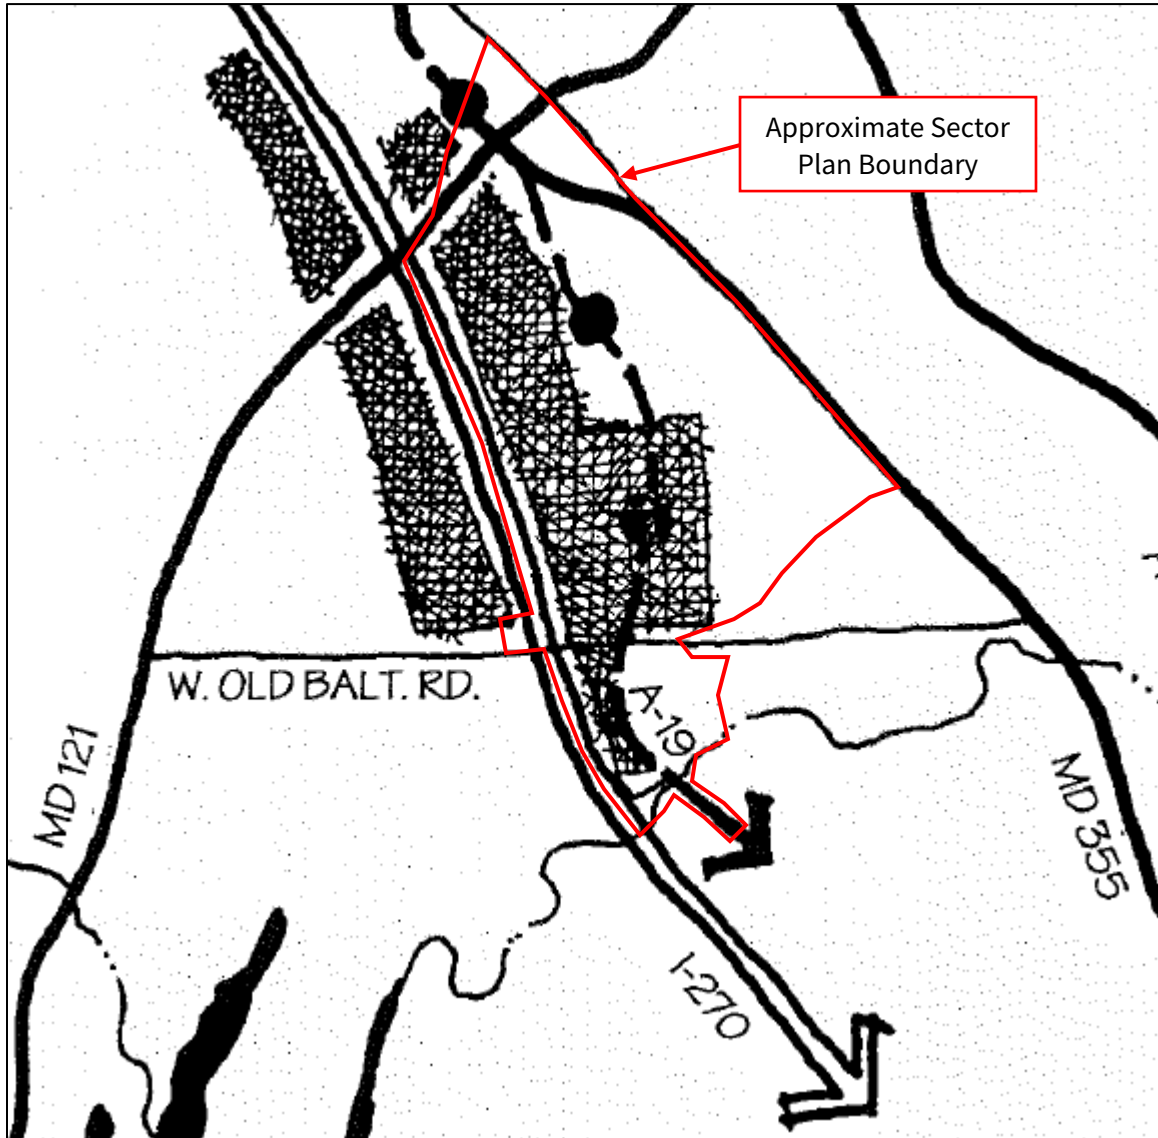 Approximate Sector
Plan Boundary
W. OLD BALT. RD.
A-19
MD 121
MD 355
I-270